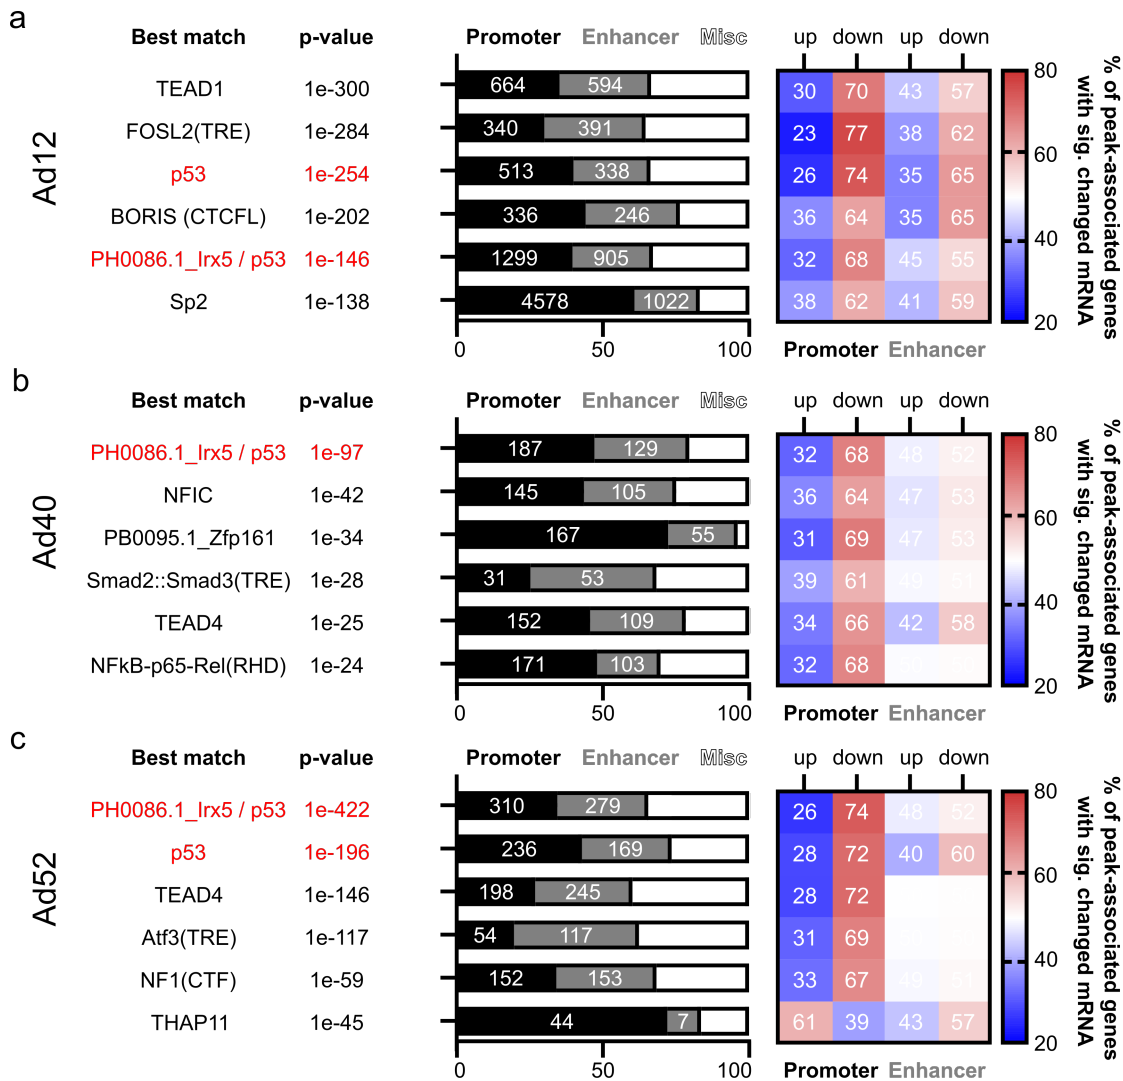 a
Best match p-value Promoter Enhancer Misc up down up down
Ad12
TEAD1 1e-300 664 594 30 70 43 57
FOSL2(TRE) 1e-284 340 391 23 77 38 62
p53 1e-254 513 338 26 74 35 65
BORIS (CTCFL) 1e-202 336 246 36 64 35 65
PH0086.1_Irx5 / p53 1e-146 1299 905 32 68 45 55
Sp2 1e-138 4578 1022 38 62 41 59
0 50 100
Promoter Enhancer
80
60
40
20
% of peak-associated genes
with sig. changed mRNA
b
Best match p-value Promoter Enhancer Misc up down up down
Ad40
PH0086.1_Irx5 / p53 1e-97 187 129 32 68 48 52
NFIC 1e-42 145 105 36 64 47 53
PB0095.1_Zfp161 1e-34 167 55 31 69 47 53
Smad2::Smad3(TRE) 1e-28 31 53 39 61 49 51
TEAD4 1e-25 152 109 34 66 42 58
NFkB-p65-Rel(RHD) 1e-24 171 103 32 68
0 50 100
Promoter Enhancer
80
60
40
20
% of peak-associated genes
with sig. changed mRNA
c
Best match p-value Promoter Enhancer Misc up down up down
Ad52
PH0086.1_Irx5 / p53 1e-422 310 279 26 74 48 52
p53 1e-196 236 169 28 72 40 60
TEAD4 1e-146 198 245 28 72
Atf3(TRE) 1e-117 54 117 31 69
NF1(CTF) 1e-59 152 153 33 67 49 51
THAP11 1e-45 44 7 61 39 43 57
0 50 100
Promoter Enhancer
80
60
40
20
% of peak-associated genes
with sig. changed mRNA